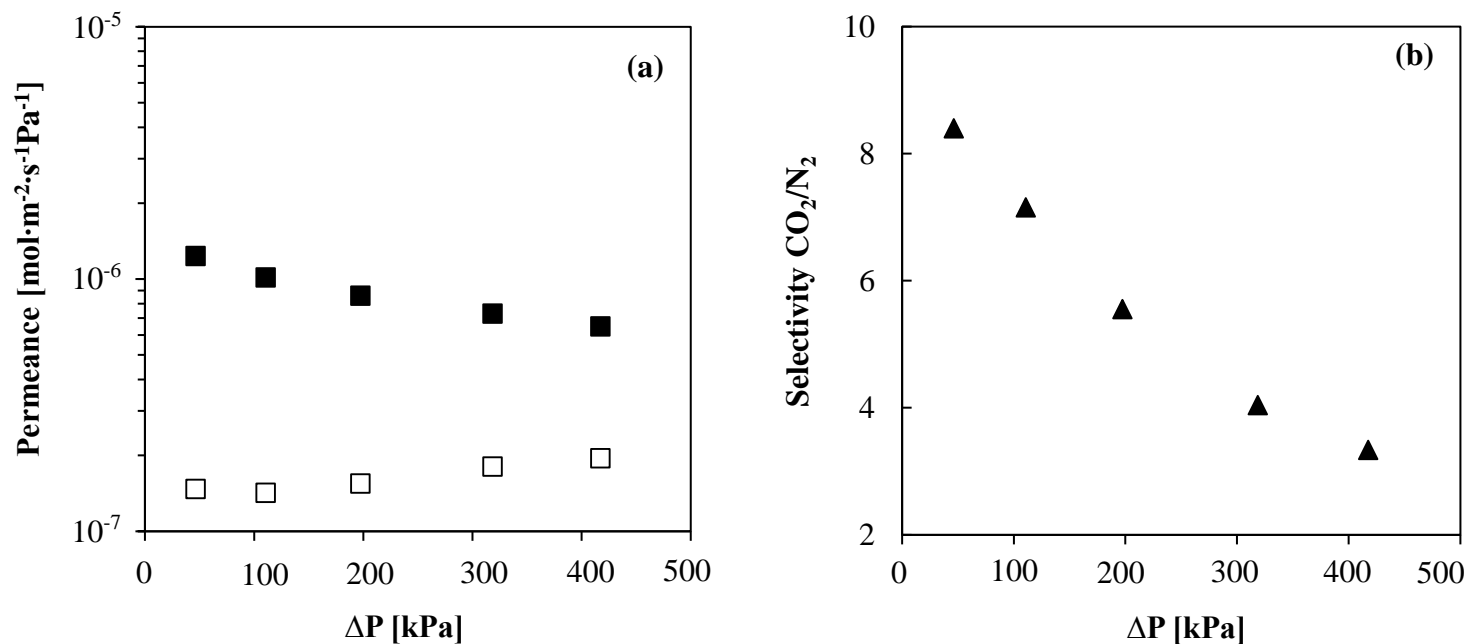 10⁻⁵
(a)
Permeance [mol·m⁻²·s⁻¹Pa⁻¹]
10⁻⁶
10⁻⁷
0 100 200 300 400 500
ΔP [kPa]
10
(b)
8
Selectivity CO₂/N₂
6
4
2
0 100 200 300 400 500
ΔP [kPa]